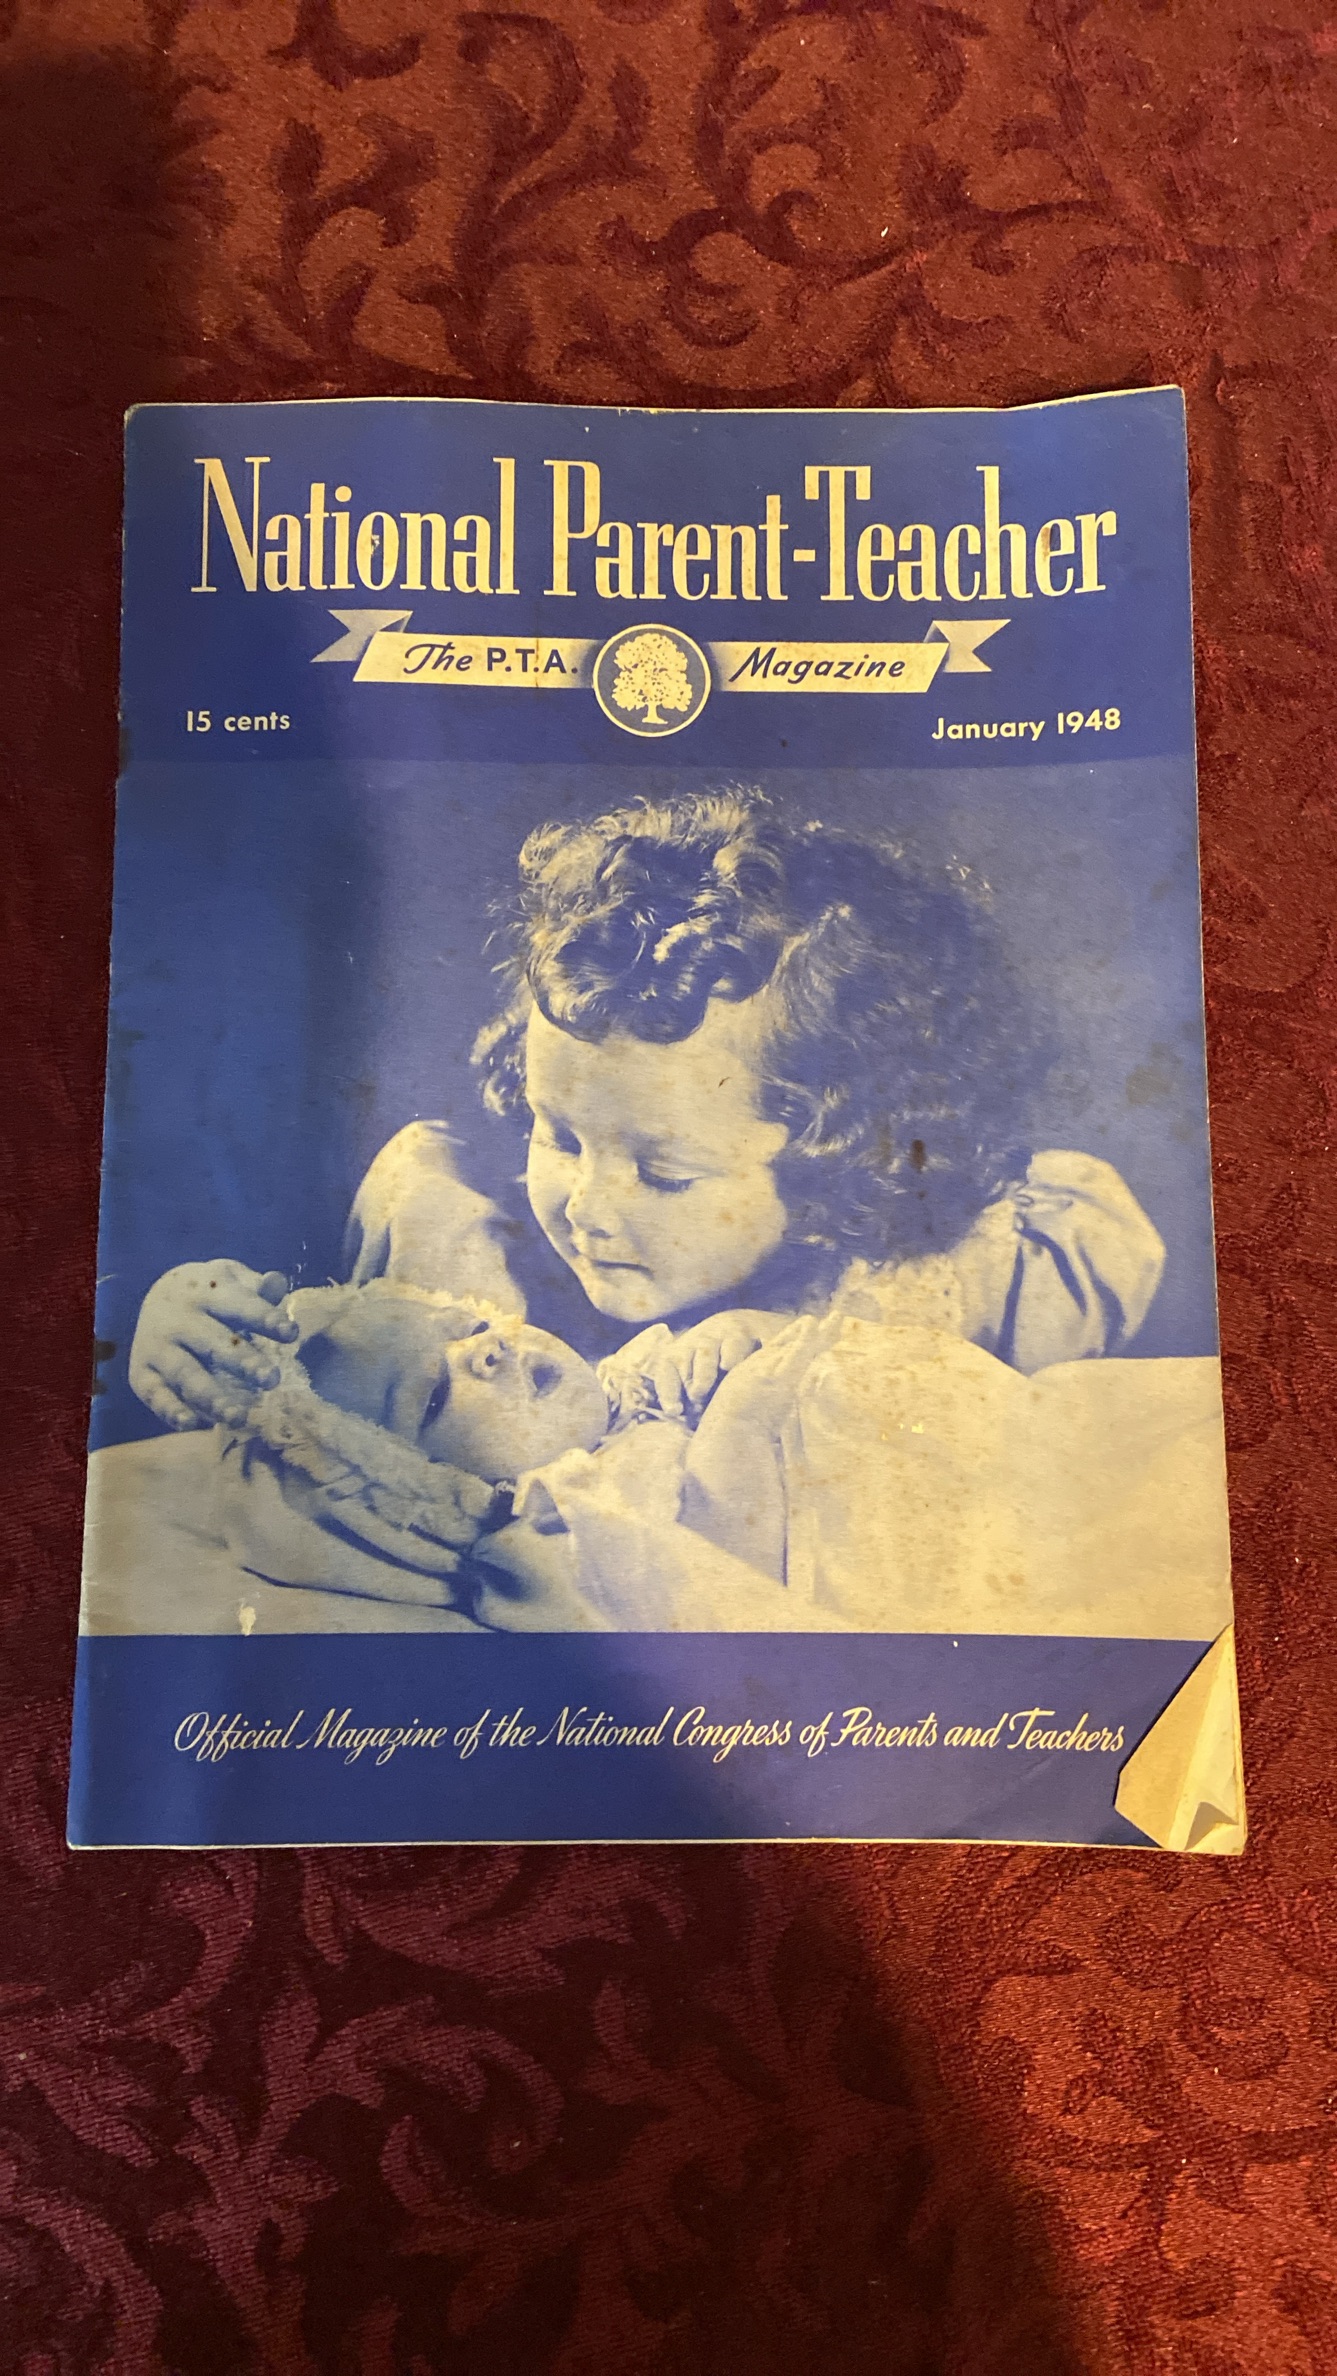 National Parent-Teacher
The P.T.A. Magazine
15 cents
January 1948
Official Magazine of the National Congress of Parents and Teachers